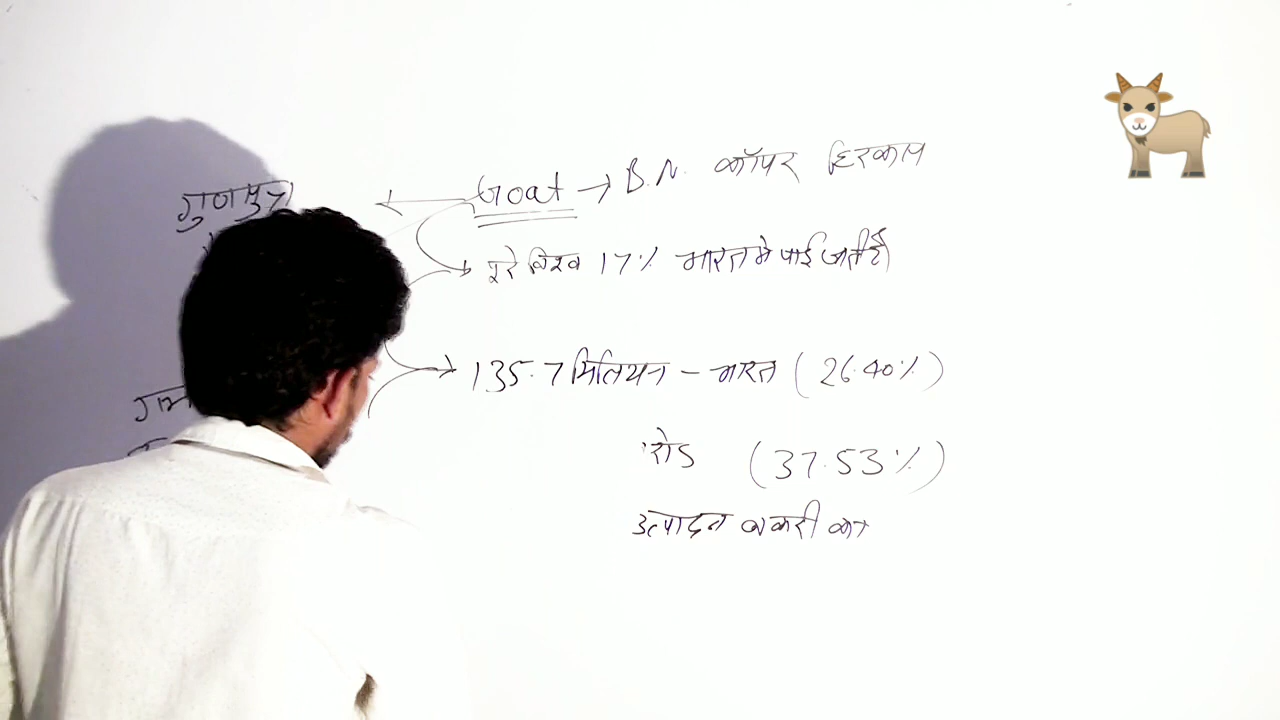 गुणसुत्र
Goat → B.N. कॉपर हिरकाप
पुरे विश्व 17% भारत मे पाई जाती है
135.7 मिलियन - भारत (26.40%)
(37.53%)
उत्पादन बकरी का